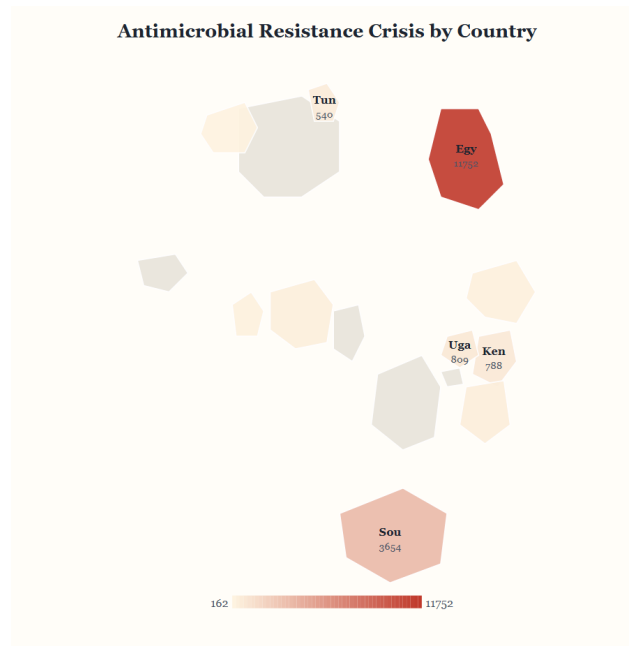 Antimicrobial Resistance Crisis by Country
Tun
540
Egy
11752
Uga
809
Ken
788
Sou
3654
162
11752